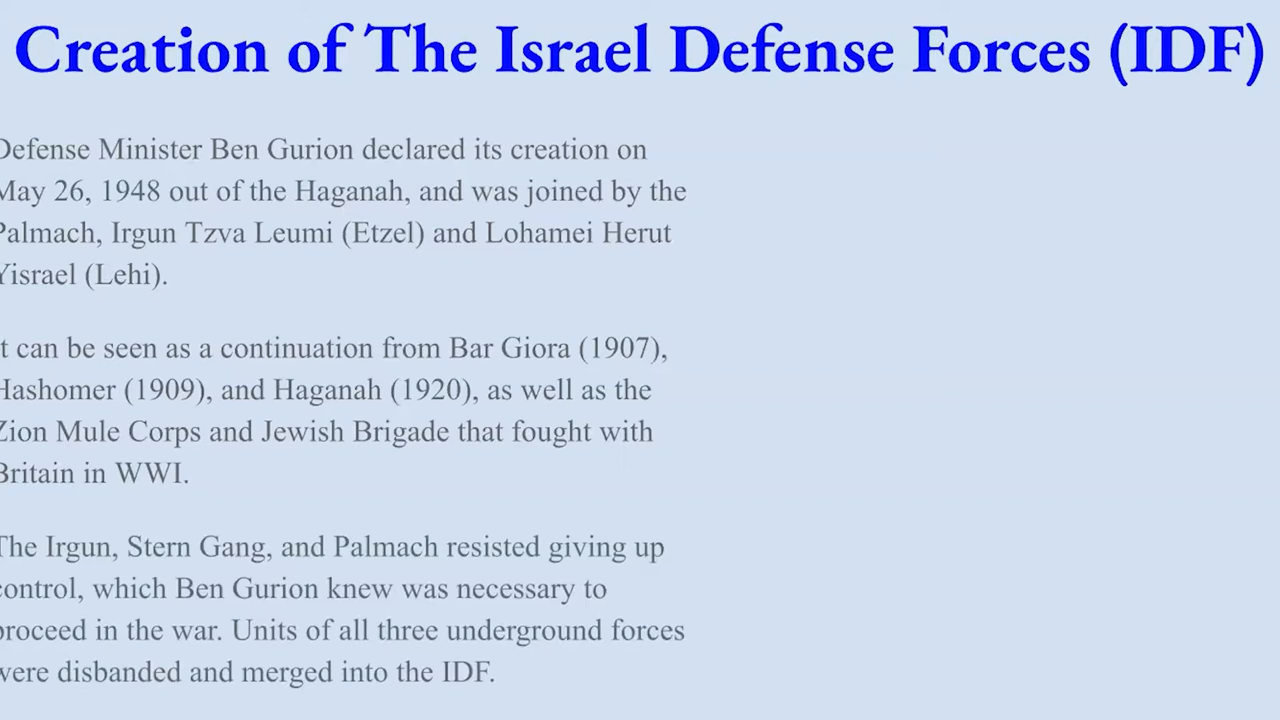 Creation of The Israel Defense Forces (IDF)
Defense Minister Ben Gurion declared its creation on
May 26, 1948 out of the Haganah, and was joined by the
Palmach, Irgun Tzva Leumi (Etzel) and Lohamei Herut
Yisrael (Lehi).
It can be seen as a continuation from Bar Giora (1907),
Hashomer (1909), and Haganah (1920), as well as the
Zion Mule Corps and Jewish Brigade that fought with
Britain in WWI.
The Irgun, Stern Gang, and Palmach resisted giving up
control, which Ben Gurion knew was necessary to
proceed in the war. Units of all three underground forces
were disbanded and merged into the IDF.